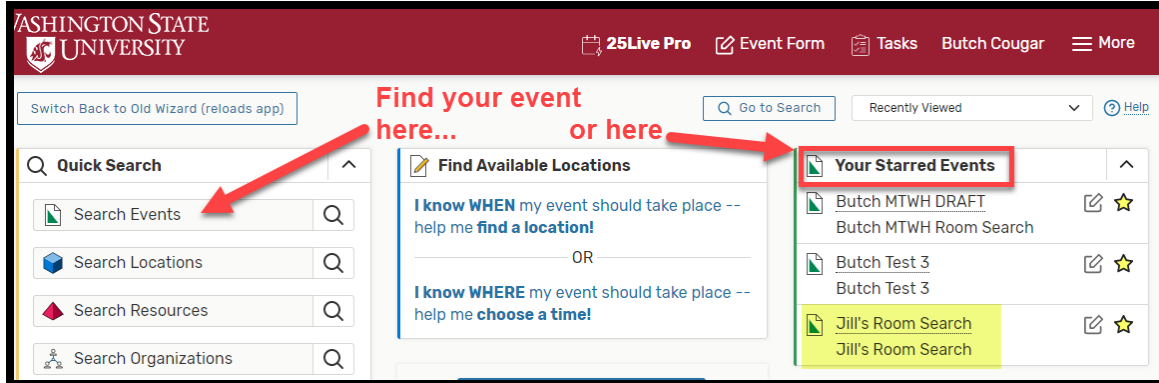 WASHINGTON STATE
UNIVERSITY
25Live Pro
Event Form
Tasks
Butch Cougar
More
Switch Back to Old Wizard (reloads app)
Find your event
here...
or here
Go to Search
Recently Viewed
Help
Quick Search
Search Events
Search Locations
Search Resources
Search Organizations
Find Available Locations
I know WHEN my event should take place --
help me find a location!
OR
I know WHERE my event should take place --
help me choose a time!
Your Starred Events
Butch MTWH DRAFT
Butch MTWH Room Search
Butch Test 3
Butch Test 3
Jill's Room Search
Jill's Room Search